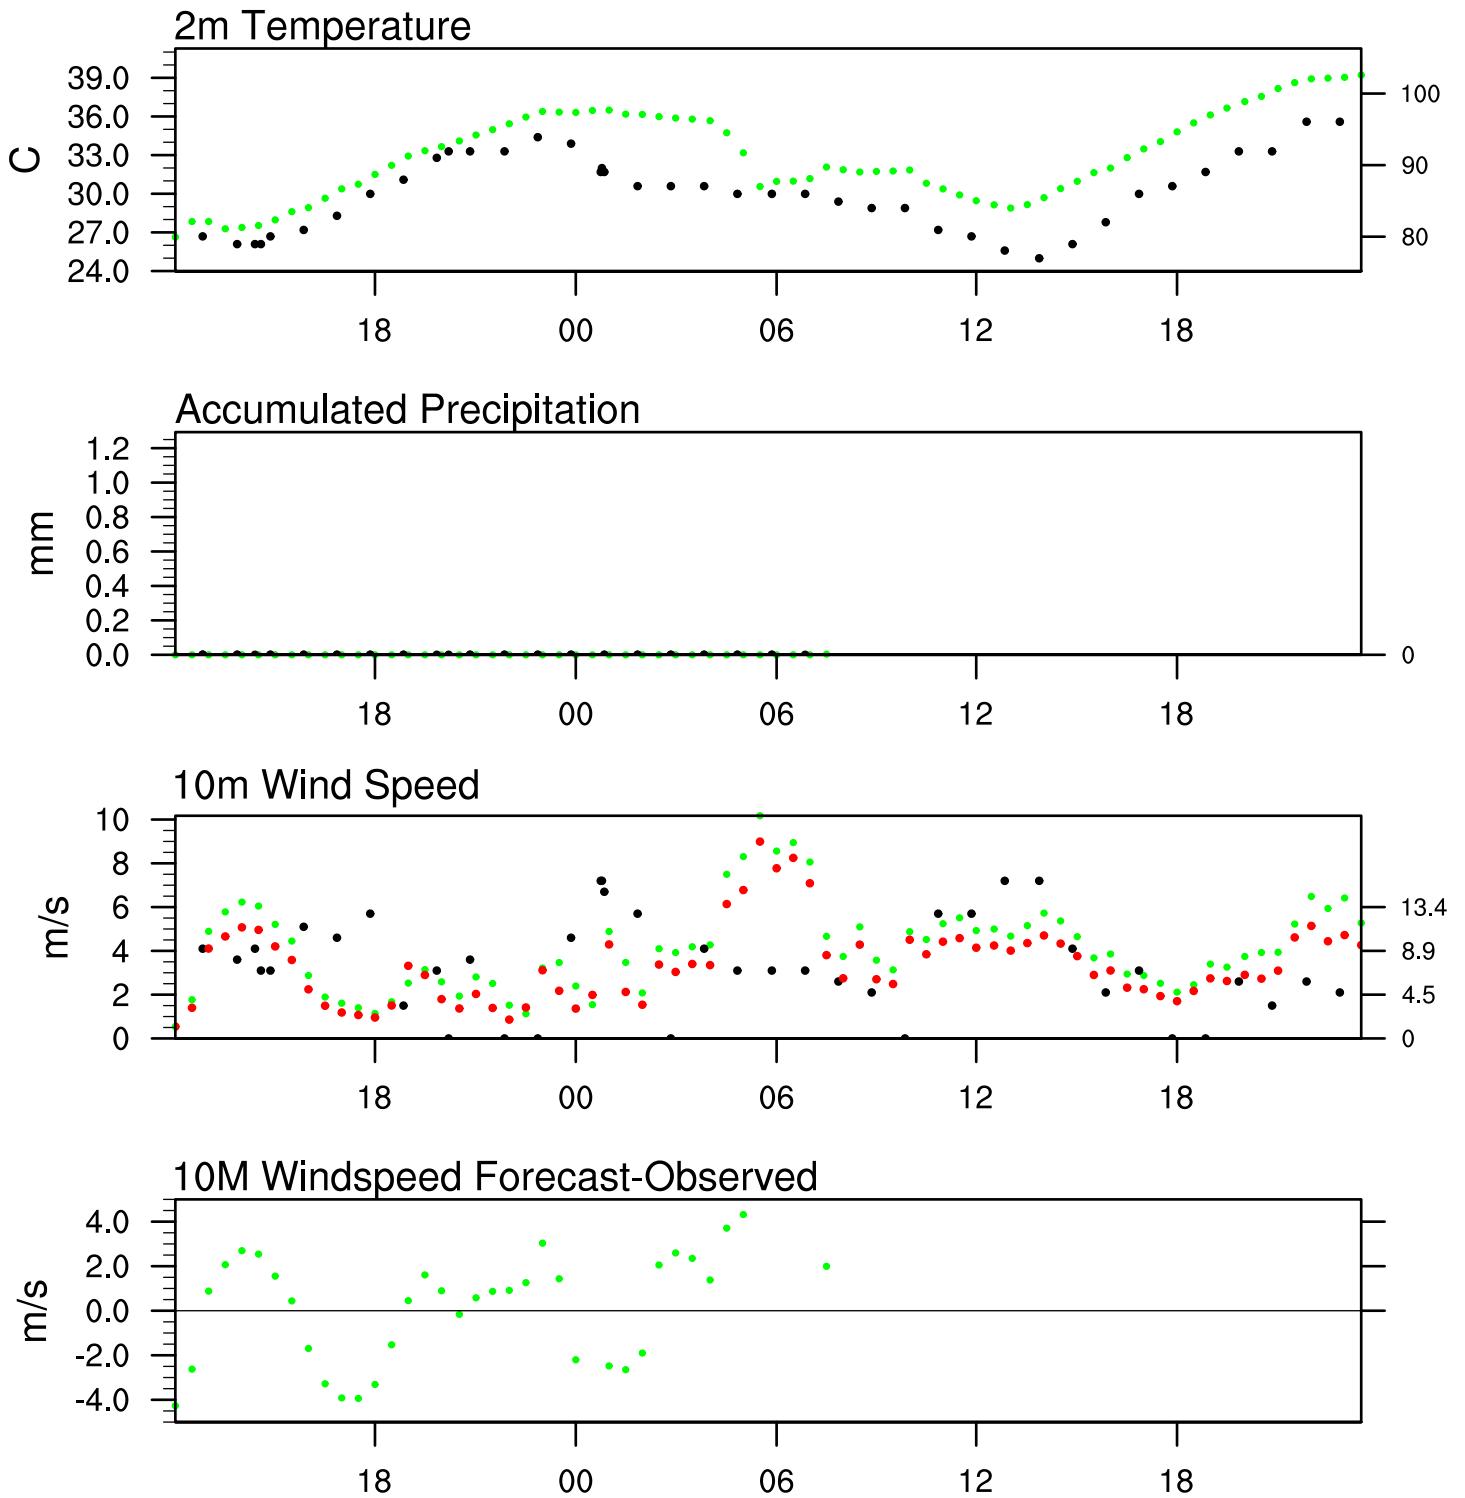 2m Temperature
39.0
36.0
33.0
30.0
27.0
24.0
C
100
90
80
18 00 06 12 18
Accumulated Precipitation
1.2
1.0
0.8
0.6
0.4
0.2
0.0
mm
0
18 00 06 12 18
10m Wind Speed
10
8
6
4
2
0
m/s
13.4
8.9
4.5
0
18 00 06 12 18
10M Windspeed Forecast-Observed
4.0
2.0
0.0
-2.0
-4.0
m/s
18 00 06 12 18